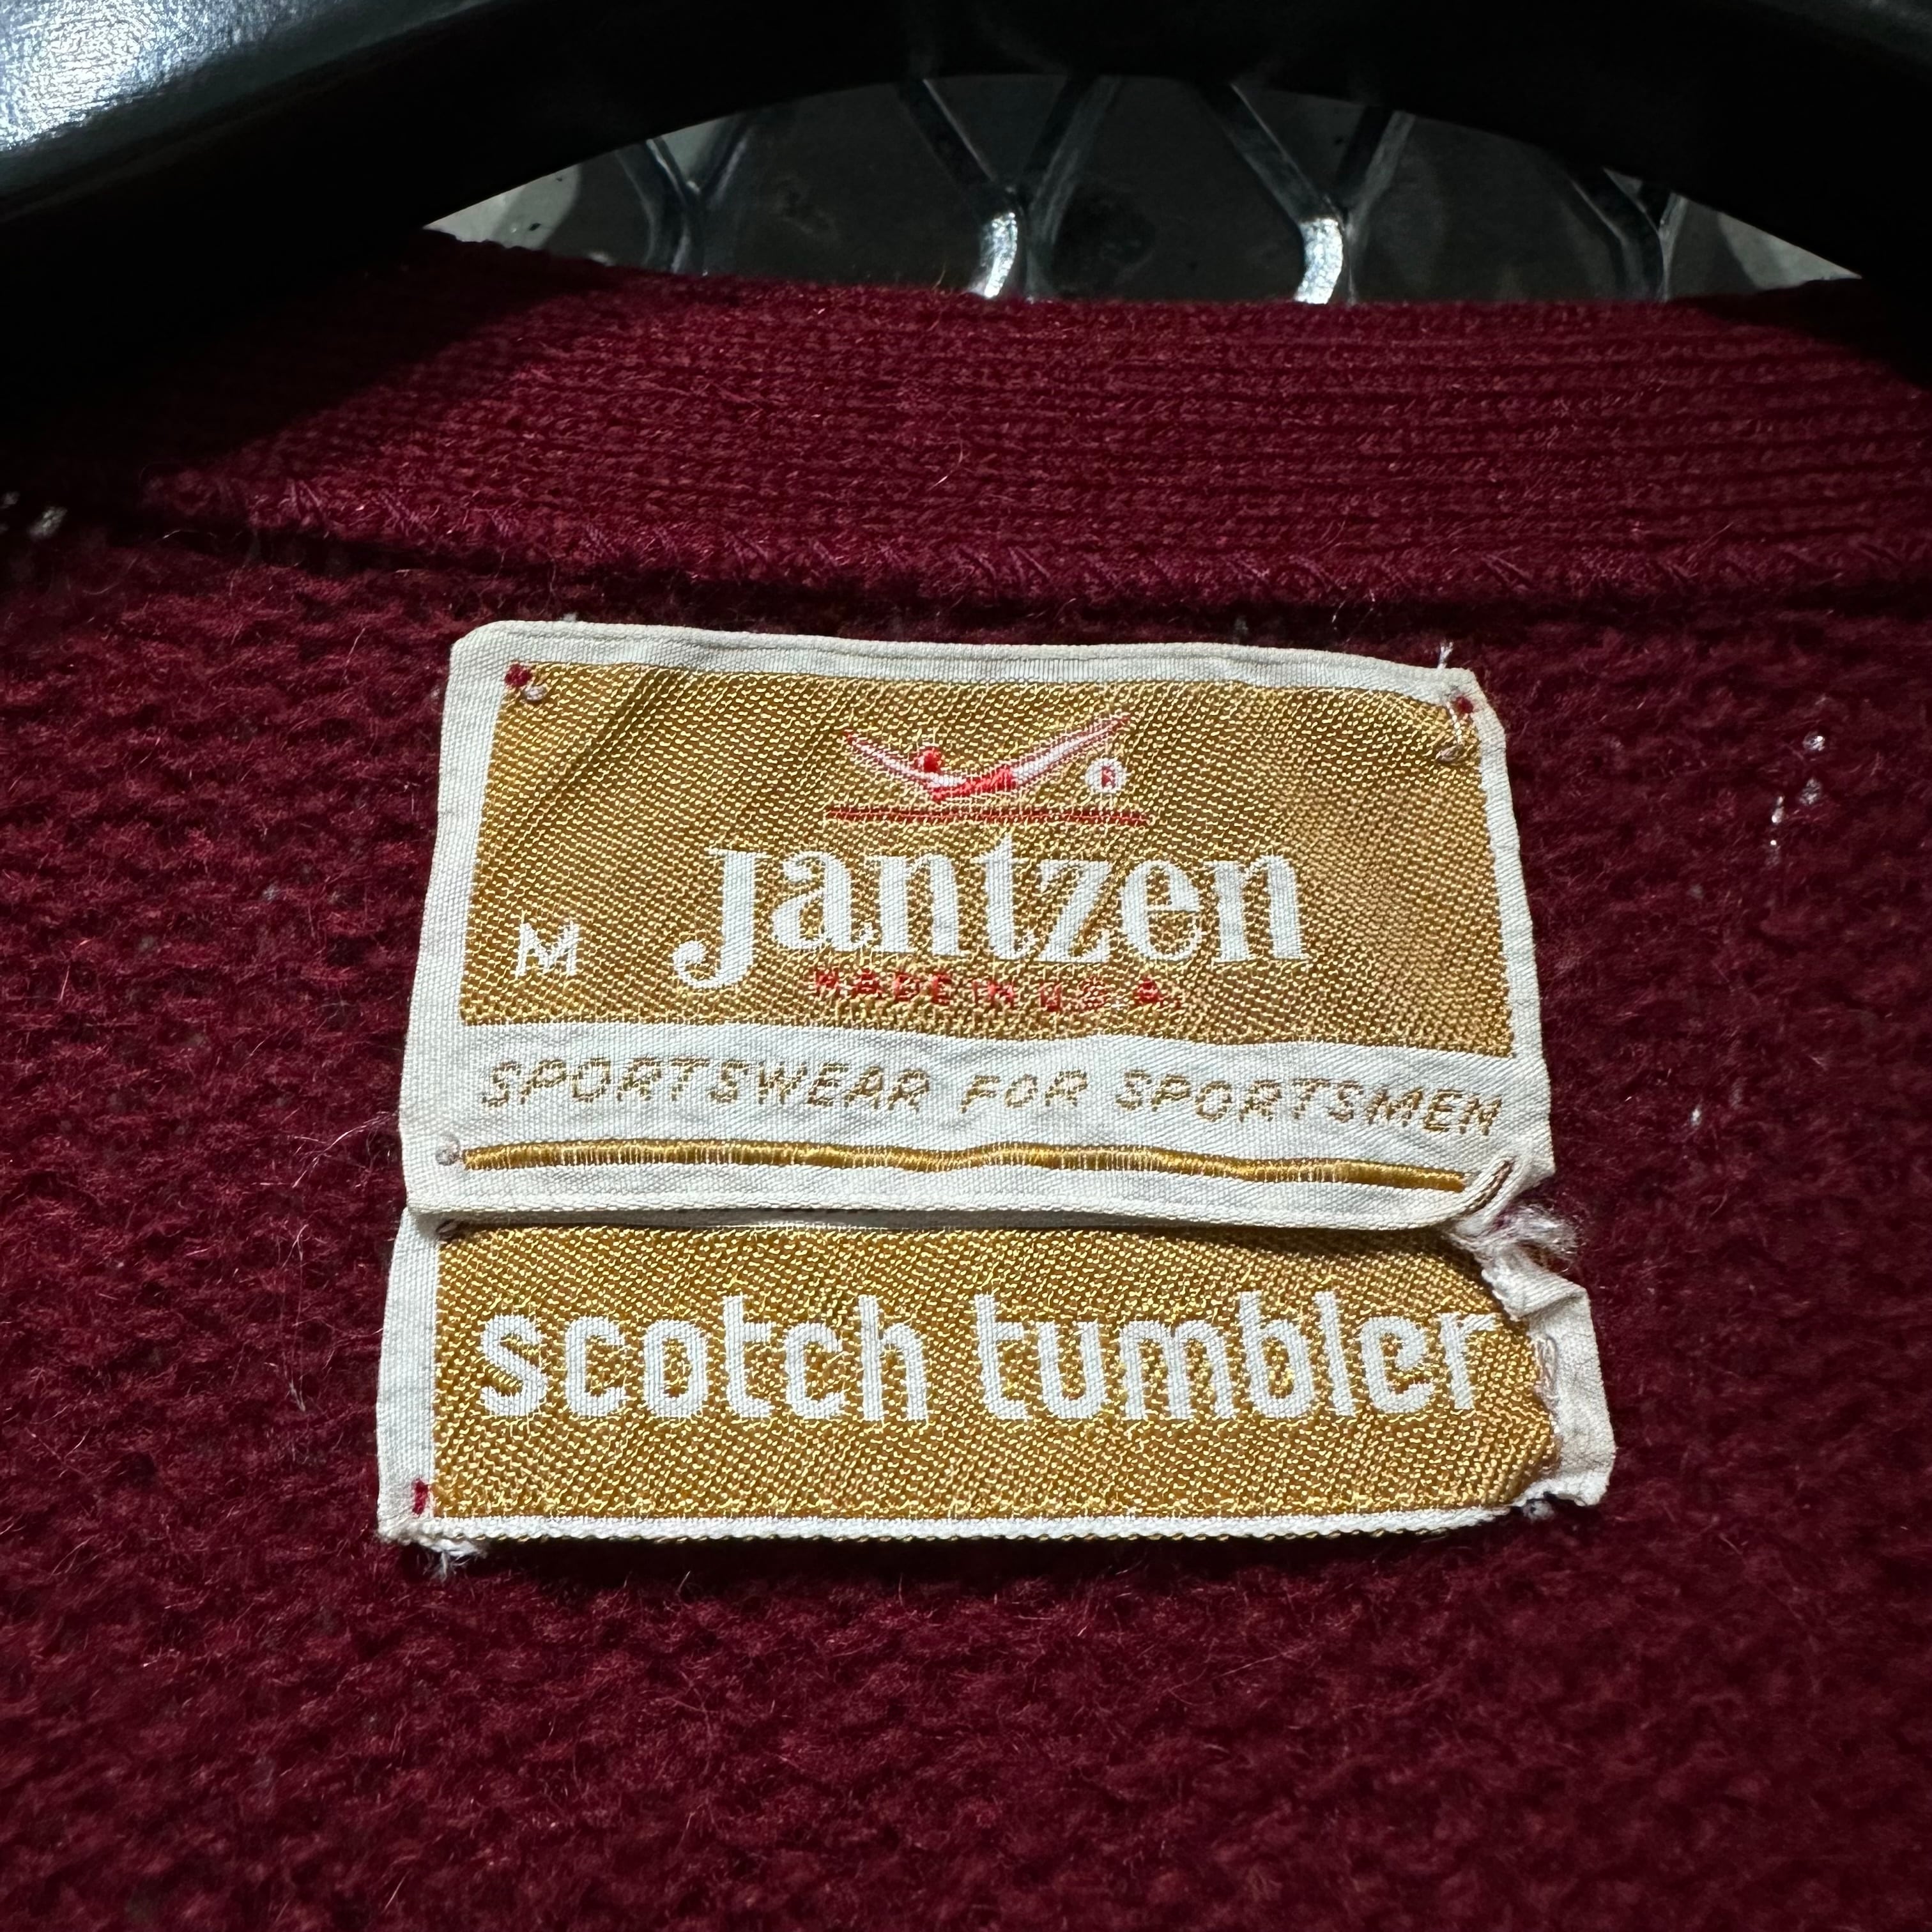 ®
Jantzen
M
MADE IN U.S.A.
SPORTSWEAR FOR SPORTSMEN
scotch tumbler